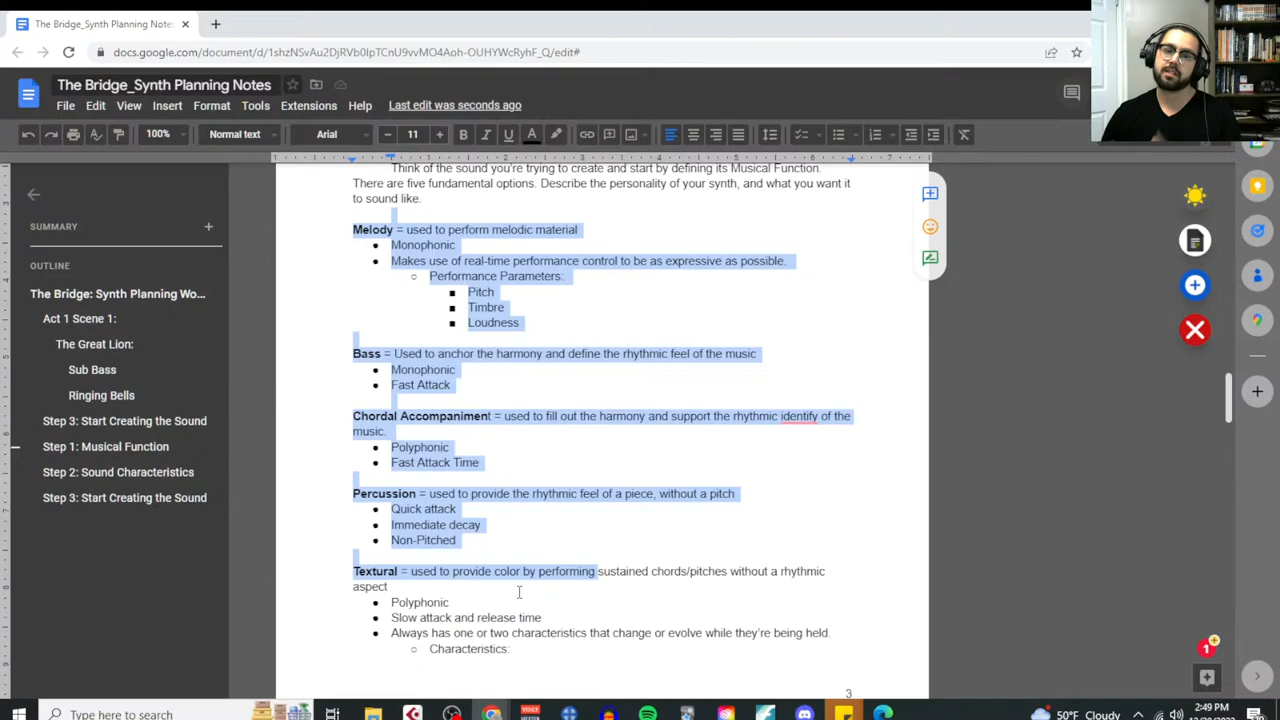 The Bridge_Synth Planning Notes
docs.google.com/document/d/1shzNSvAu2DjRVb0IpTCnU9vvMO4Aoh-OUHYWcRyhF_Q/edit#
The Bridge_Synth Planning Notes
File Edit View Insert Format Tools Extensions Help Last edit was seconds ago
100% Normal text Arial 11
1 1 2 3 4 5 6 7
SUMMARY
OUTLINE
The Bridge: Synth Planning Wo...
Act 1 Scene 1:
The Great Lion:
Sub Bass
Ringing Bells
Step 3: Start Creating the Sound
Step 1: Musical Function
Step 2: Sound Characteristics
Step 3: Start Creating the Sound
Think of the sound you're trying to create and start by defining its Musical Function.
There are five fundamental options. Describe the personality of your synth, and what you want it
to sound like.
Melody = used to perform melodic material
Monophonic
Makes use of real-time performance control to be as expressive as possible.
Performance Parameters:
Pitch
Timbre
Loudness
Bass = Used to anchor the harmony and define the rhythmic feel of the music
Monophonic
Fast Attack
Chordal Accompaniment = used to fill out the harmony and support the rhythmic identify of the
music.
Polyphonic
Fast Attack Time
Percussion = used to provide the rhythmic feel of a piece, without a pitch
Quick attack
Immediate decay
Non-Pitched
Textural = used to provide color by performing sustained chords/pitches without a rhythmic
aspect
Polyphonic
Slow attack and release time
Always has one or two characteristics that change or evolve while they're being held.
Characteristics:
3
1
Type here to search
50°F Cloudy
2:49 PM